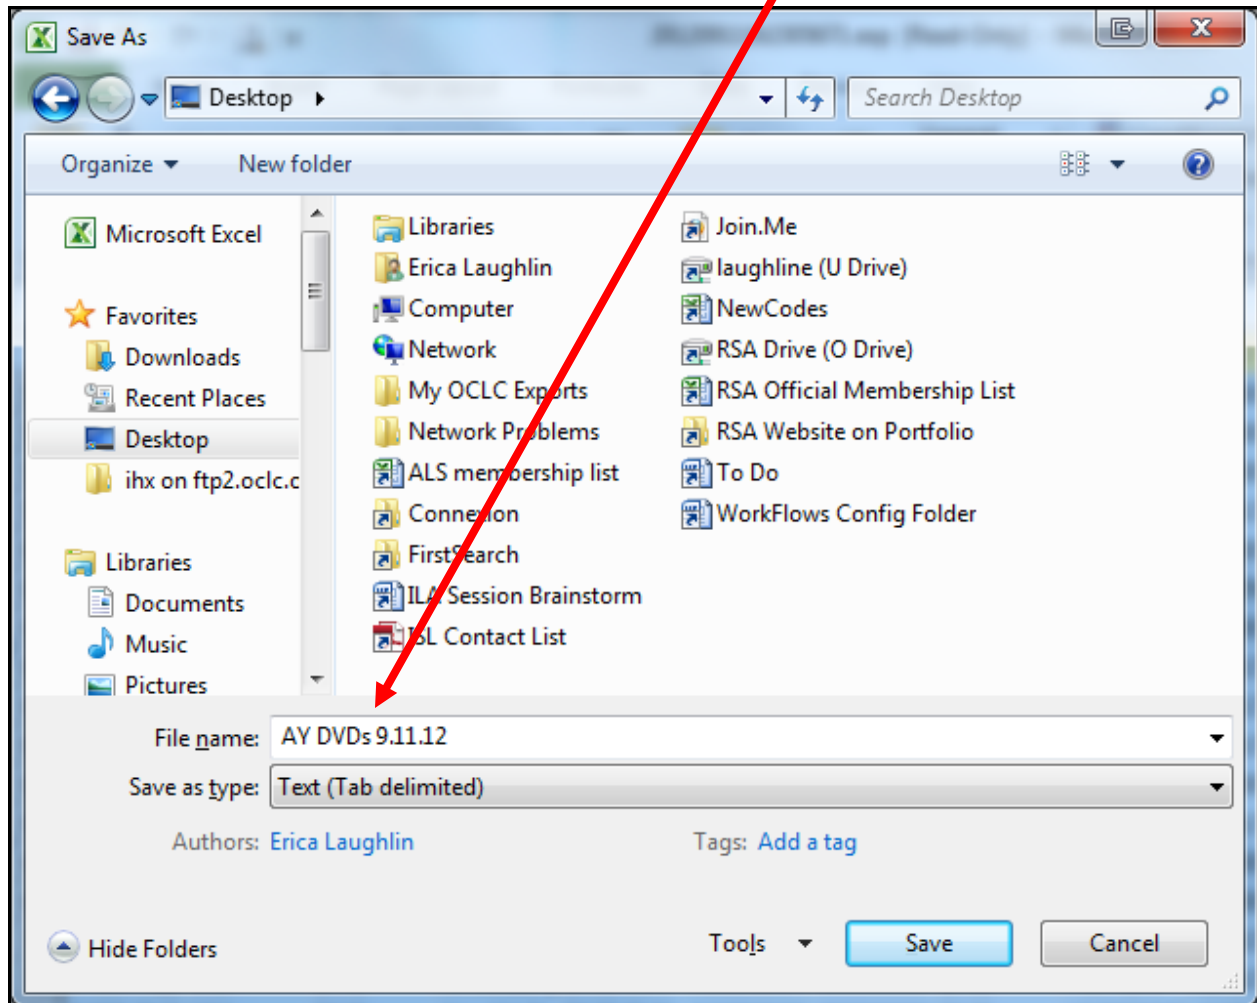 Save As
Desktop
Search Desktop
Organize
New folder
Microsoft Excel
Favorites
Downloads
Recent Places
Desktop
ihx on ftp2.oclc.c
Libraries
Documents
Music
Pictures
Libraries
Erica Laughlin
Computer
Network
My OCLC Exports
Network Problems
ALS membership list
Connexion
FirstSearch
ILA Session Brainstorm
ISL Contact List
Join.Me
laughline (U Drive)
NewCodes
RSA Drive (O Drive)
RSA Official Membership List
RSA Website on Portfolio
To Do
WorkFlows Config Folder
File name: AY DVDs 9.11.12
Save as type: Text (Tab delimited)
Authors: Erica Laughlin Tags: Add a tag
Hide Folders Tools Save Cancel